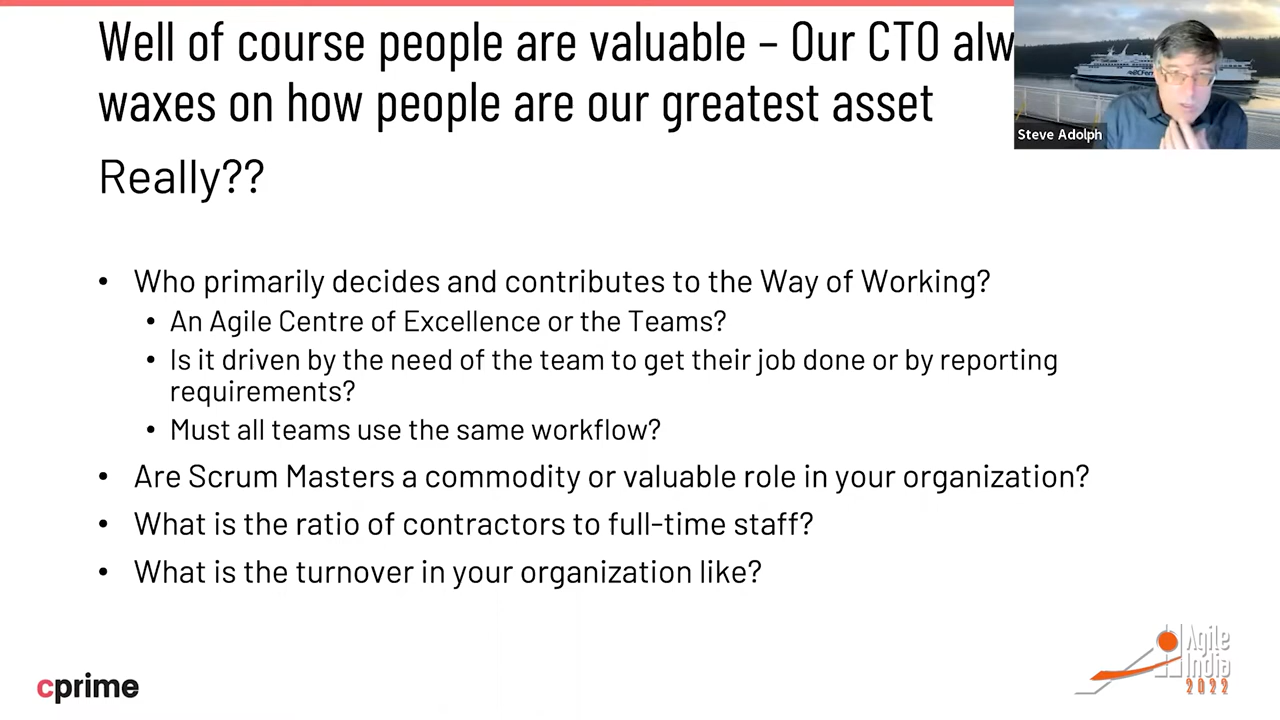 Well of course people are valuable – Our CTO alw
waxes on how people are our greatest asset
Really??
Steve Adolph
• Who primarily decides and contributes to the Way of Working?
• An Agile Centre of Excellence or the Teams?
• Is it driven by the need of the team to get their job done or by reporting
requirements?
• Must all teams use the same workflow?
• Are Scrum Masters a commodity or valuable role in your organization?
• What is the ratio of contractors to full-time staff?
• What is the turnover in your organization like?
cprime
Agile
India
2022